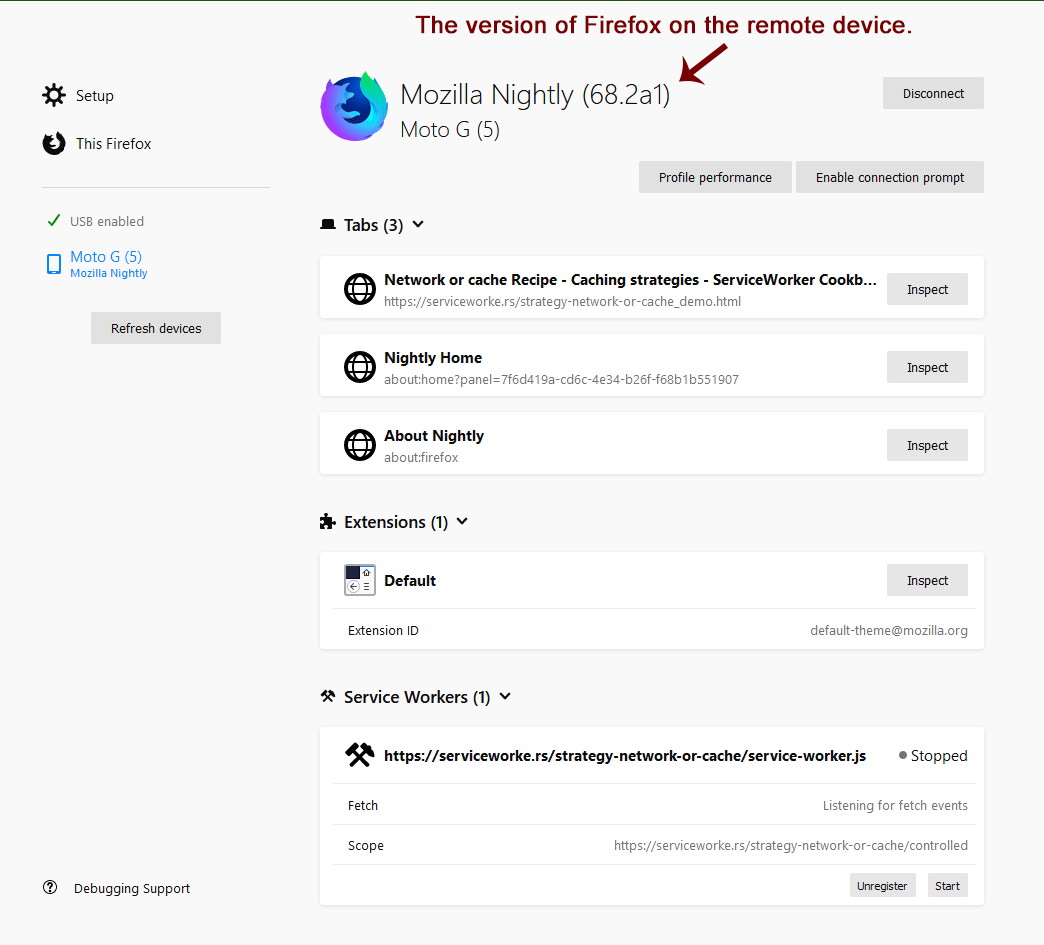 The version of Firefox on the remote device.
Setup
This Firefox
USB enabled
Moto G (5)
Mozilla Nightly
Refresh devices
Mozilla Nightly (68.2a1)
Moto G (5)
Disconnect
Profile performance
Enable connection prompt
Tabs (3)
Network or cache Recipe - Caching strategies - ServiceWorker Cookb...
https://serviceworke.rs/strategy-network-or-cache_demo.html
Inspect
Nightly Home
about:home?panel=7f6d419a-cd6c-4e34-b26f-f68b1b551907
Inspect
About Nightly
about:firefox
Inspect
Extensions (1)
Default
Inspect
Extension ID
default-theme@mozilla.org
Service Workers (1)
https://serviceworke.rs/strategy-network-or-cache/service-worker.js
Stopped
Fetch
Listening for fetch events
Scope
https://serviceworke.rs/strategy-network-or-cache/controlled
Unregister
Start
Debugging Support